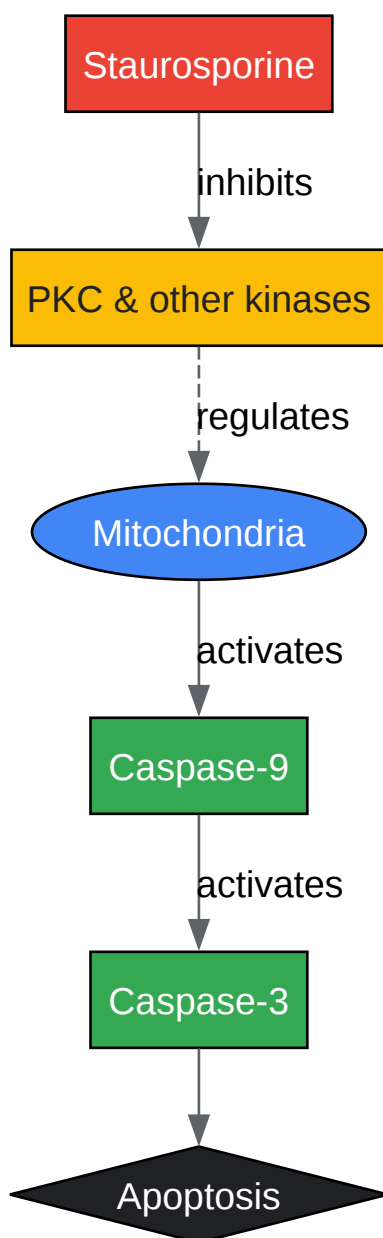 Staurosporine
inhibits
PKC & other kinases
regulates
Mitochondria
activates
Caspase-9
activates
Caspase-3
Apoptosis